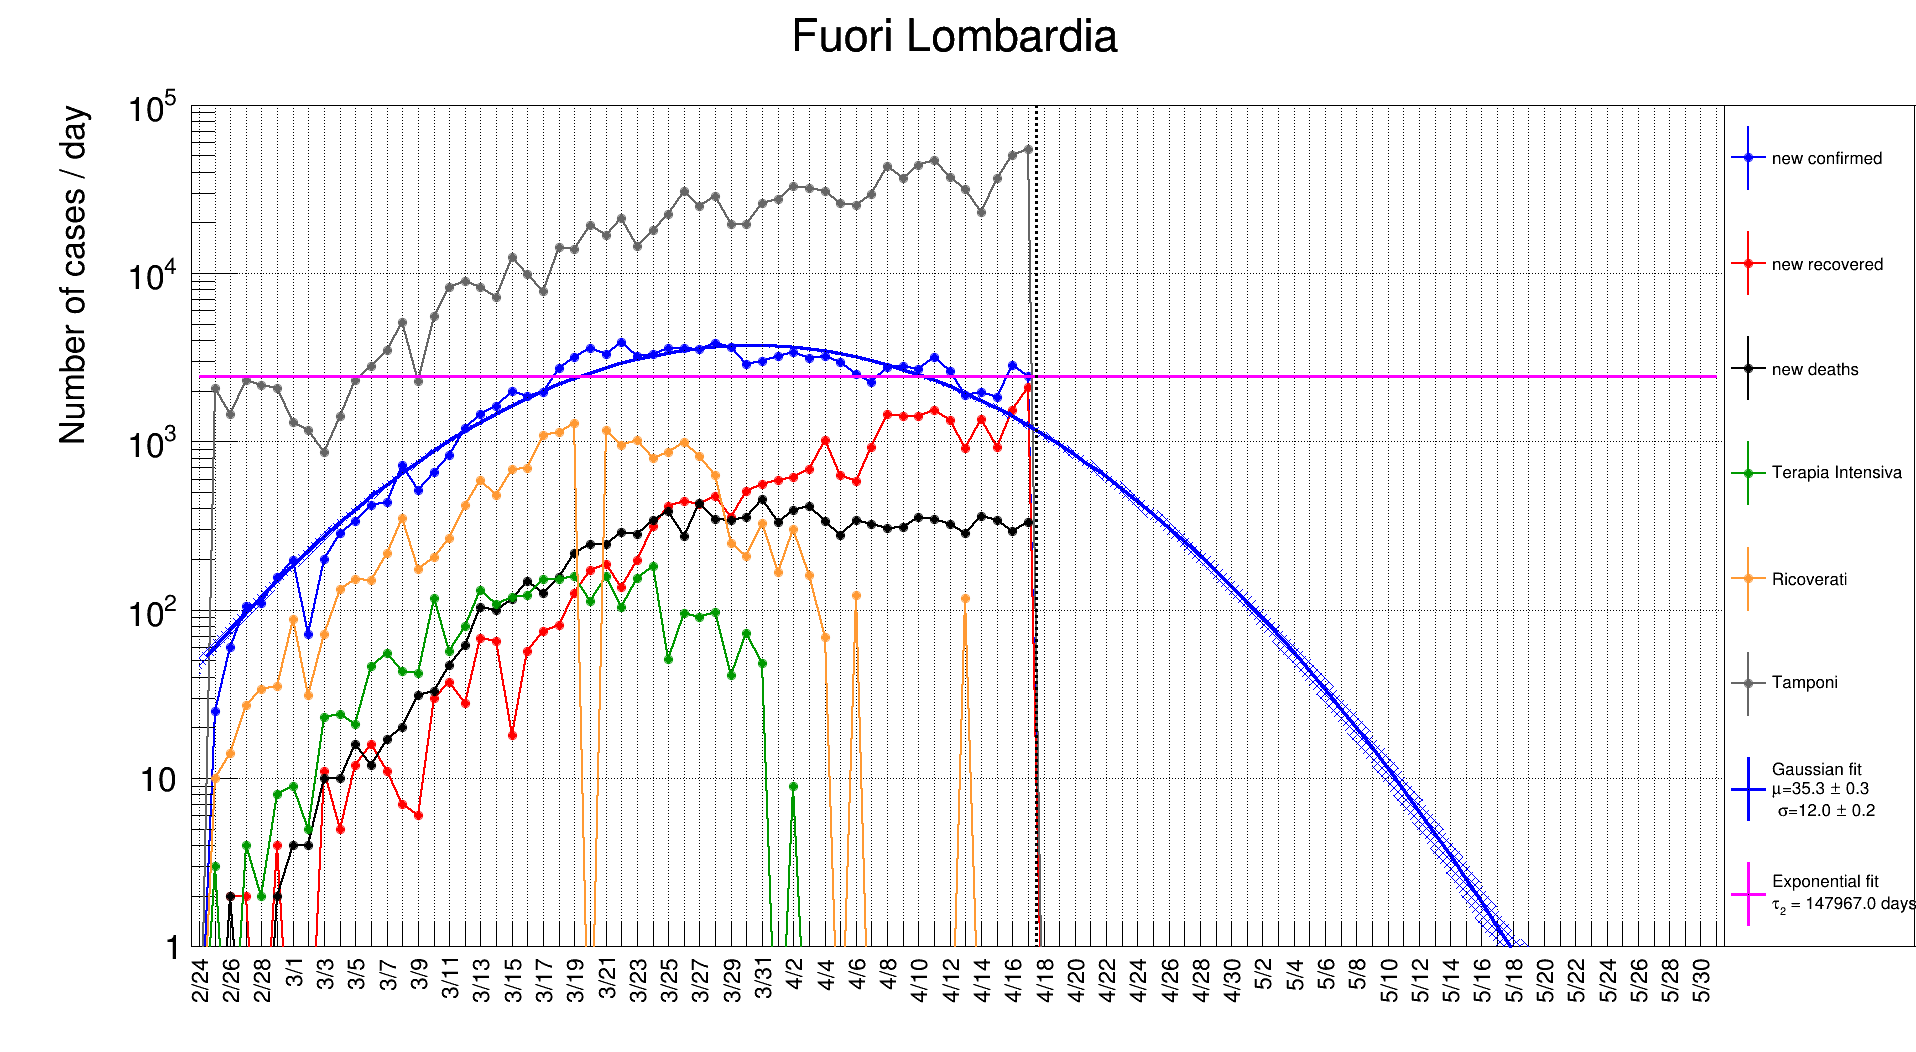 Fuori Lombardia
Number of cases / day
10^5
10^4
10^3
10^2
10
1
2/24 2/26 2/28 3/1 3/3 3/5 3/7 3/9 3/11 3/13 3/15 3/17 3/19 3/21 3/23 3/25 3/27 3/29 3/31 4/2 4/4 4/6 4/8 4/10 4/12 4/14 4/16 4/18 4/20 4/22 4/24 4/26 4/28 4/30 5/2 5/4 5/6 5/8 5/10 5/12 5/14 5/16 5/18 5/20 5/22 5/24 5/26 5/28 5/30
new confirmed
new recovered
new deaths
Terapia Intensiva
Ricoverati
Tamponi
Gaussian fit
μ=35.3 ± 0.3
σ=12.0 ± 0.2
Exponential fit
τ₂ = 147967.0 days